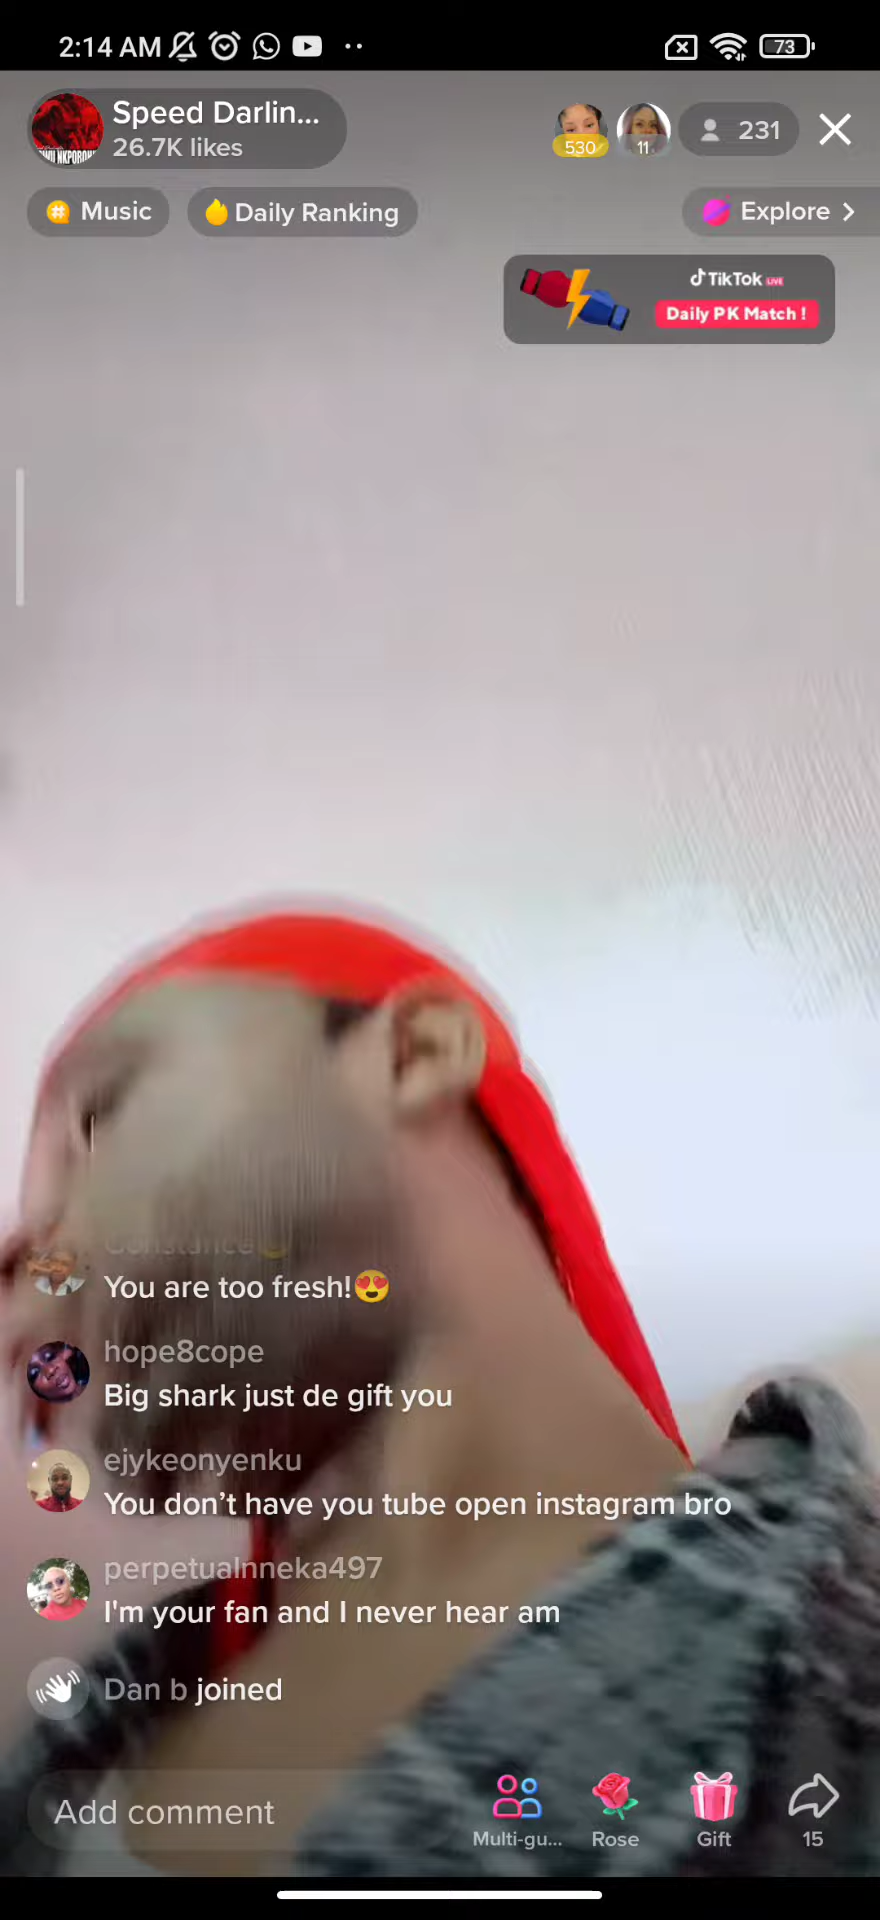 2:14 AM
73
Speed Darlin...
26.7K likes
530
11
231
Music
Daily Ranking
Explore
TikTok LIVE
Daily PK Match !
Constance
You are too fresh!😍
hope8cope
Big shark just de gift you
ejykeonyenku
You don’t have you tube open instagram bro
perpetualnneka497
I'm your fan and I never hear am
Dan b joined
Add comment
Multi-gu...
Rose
Gift
15